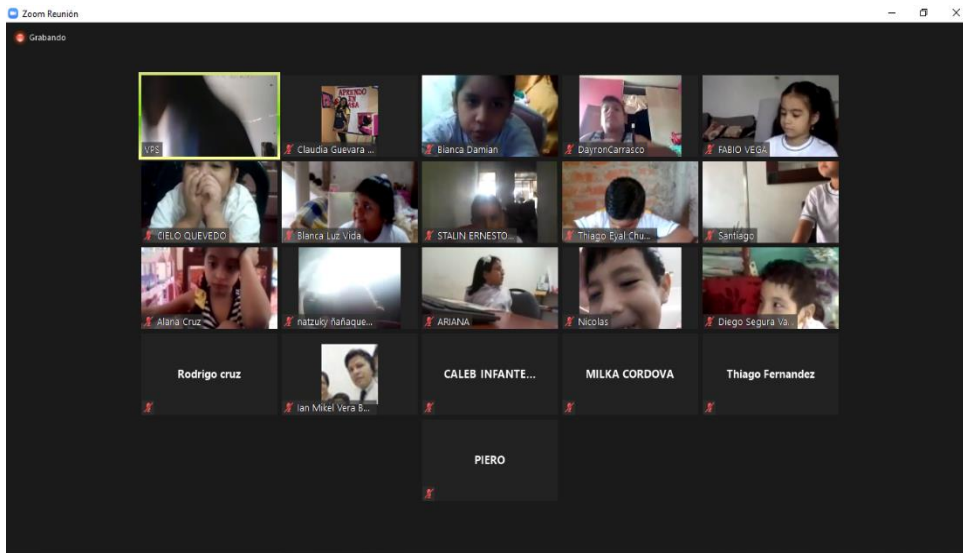 Zoom Reunión
Grabando
APRENDO
EN
VPS
Claudia Guevara ...
Bianca Damian
DayronCarrasco
FABIO VEGA
CIELO QUEVEDO
Blanca Luz Vida
STALIN ERNESTO...
Thiago Eyal Chu...
Santiago
Alana Cruz
natzuky ñañaque...
ARIANA
Nicolas
Diego Segura Va...
Rodrigo cruz
Ian Mikel Vera B...
CALEB INFANTE...
MILKA CORDOVA
Thiago Fernandez
PIERO